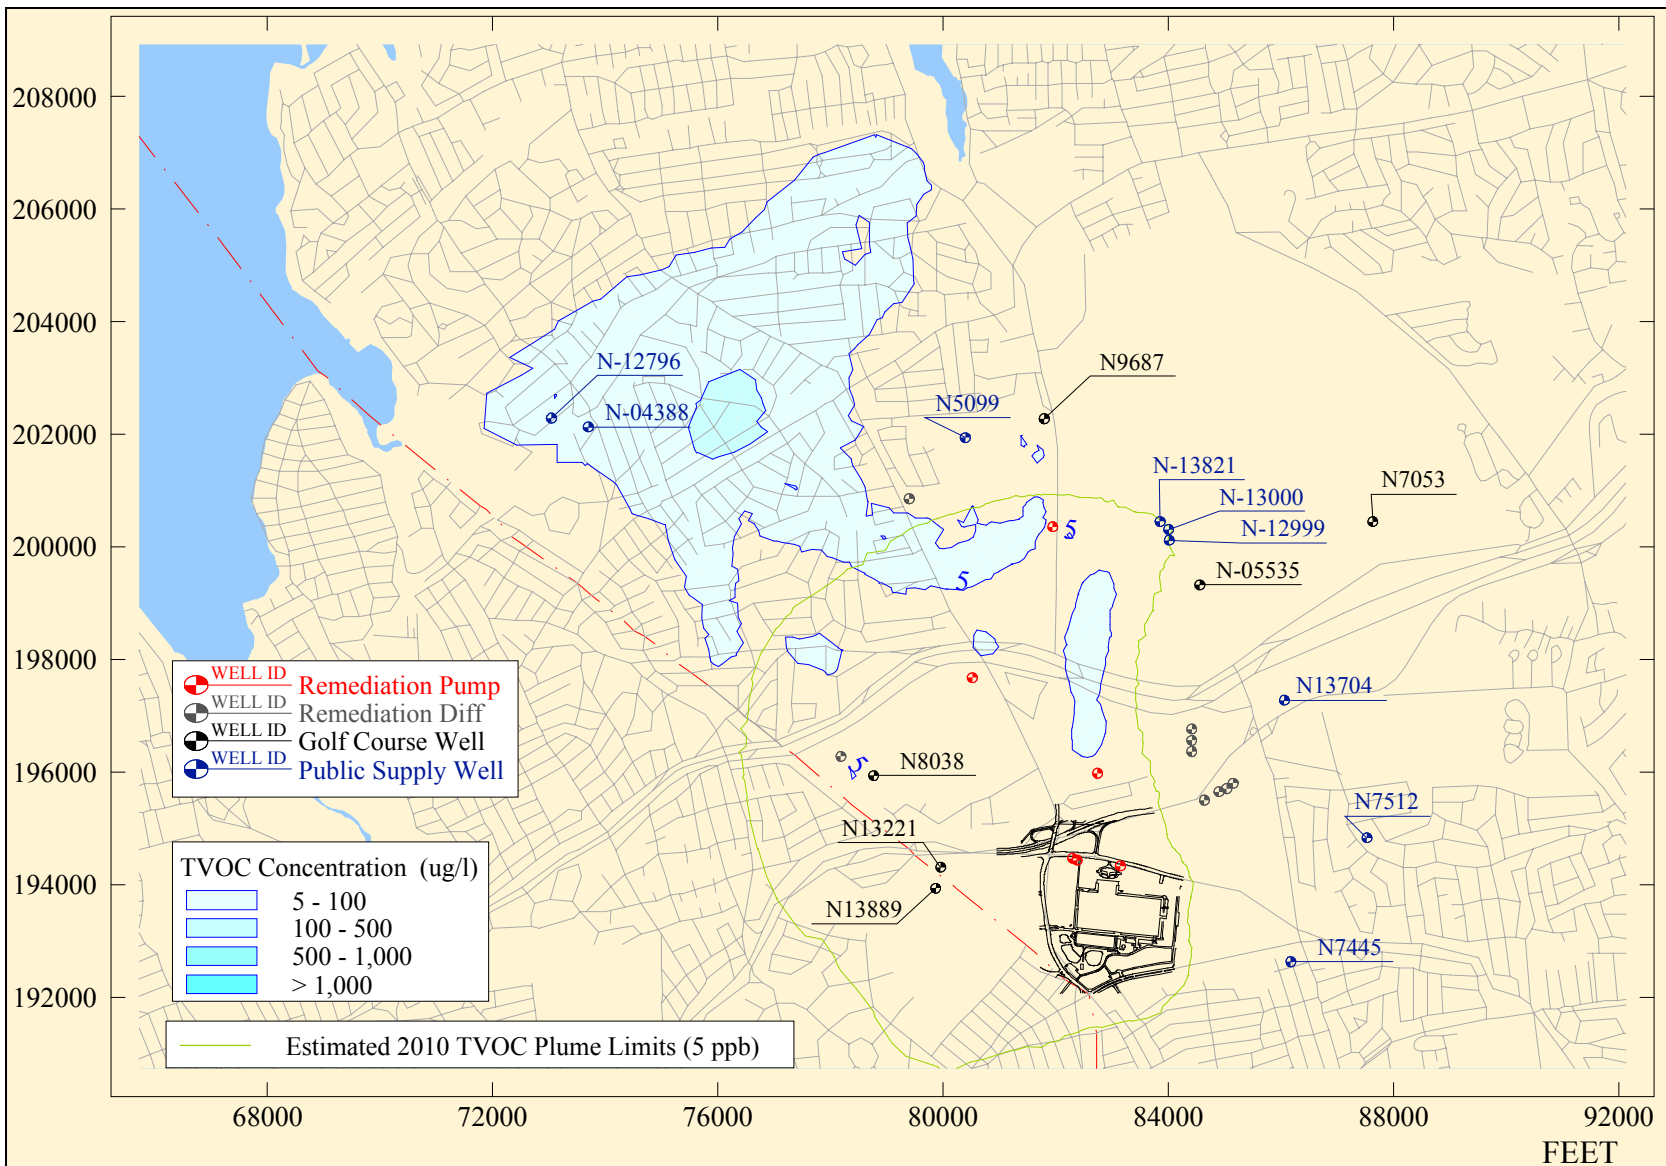 208000
206000
204000
202000
200000
198000
196000
194000
192000
N-12796
N-04388
N9687
N5099
N-13821
N-13000
N-12999
N7053
N-05535
5
5
N13704
5
N8038
N7512
N13221
N13889
N7445
WELL ID Remediation Pump
WELL ID Remediation Diff
WELL ID Golf Course Well
WELL ID Public Supply Well
TVOC Concentration (ug/l)
5 - 100
100 - 500
500 - 1,000
> 1,000
Estimated 2010 TVOC Plume Limits (5 ppb)
68000 72000 76000 80000 84000 88000 92000
FEET